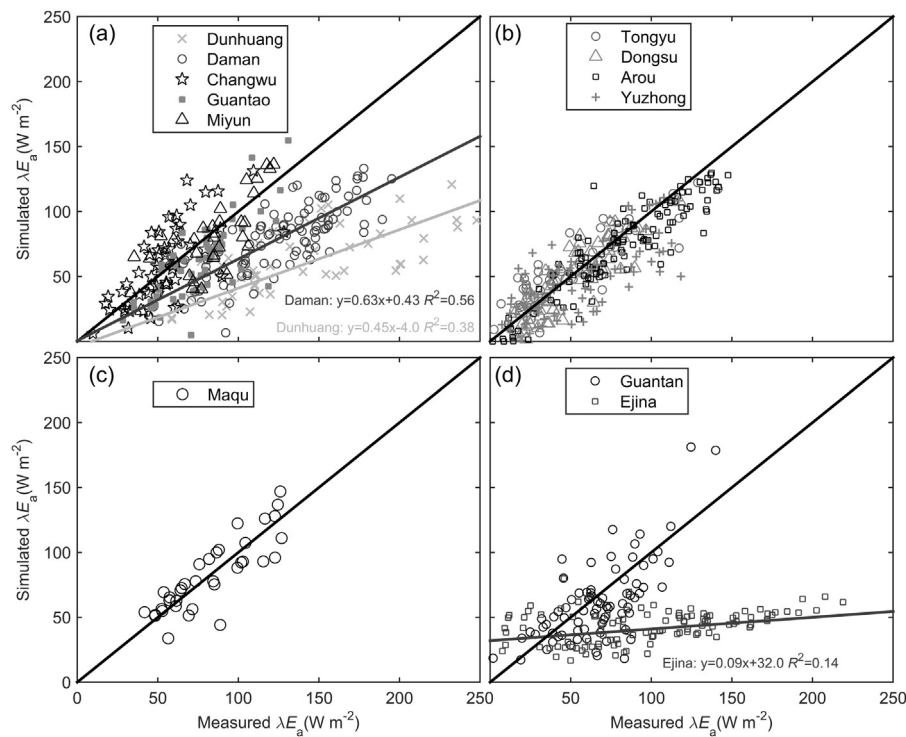 250
200
150
100
50
0
Simulated λEa(W m-2)
(a)
Dunhuang
Daman
Changwu
Guantao
Miyun
Daman: y=0.63x+0.43 R2=0.56
Dunhuang: y=0.45x-4.0 R2=0.38
(b)
Tongyu
Dongsu
Arou
Yuzhong
250
200
150
100
50
0
Simulated λEa(W m-2)
(c)
Maqu
0 50 100 150 200 250
Measured λEa(W m-2)
(d)
Guantan
Ejina
Ejina: y=0.09x+32.0 R2=0.14
50 100 150 200 250
Measured λEa(W m-2)